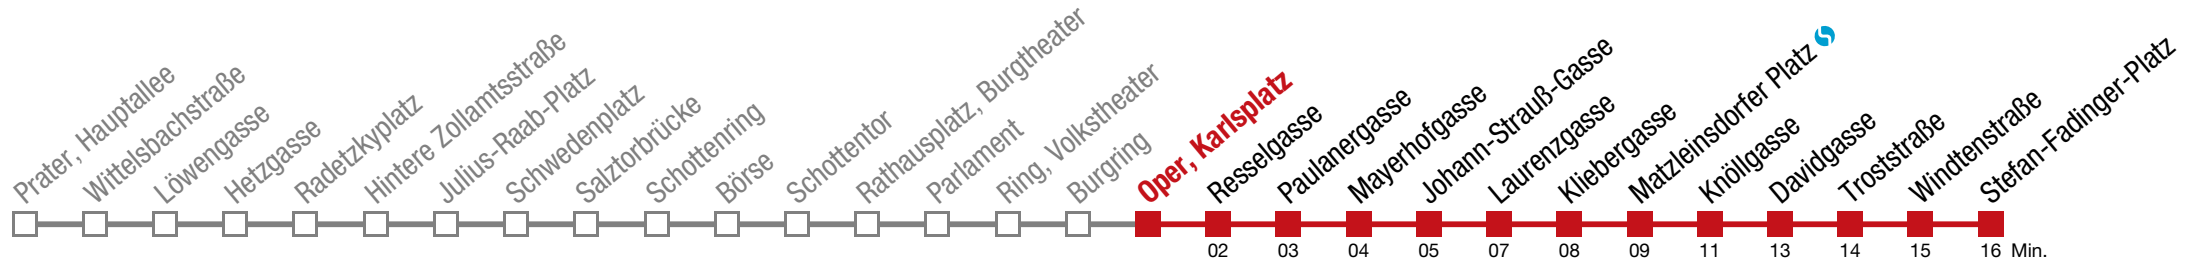 Prater, Hauptallee
Wittelsbachstraße
Löwengasse
Hetzgasse
Radetzkyplatz
Hintere Zollamtsstraße
Julius-Raab-Platz
Schwedenplatz
Salztorbrücke
Schottenring
Börse
Schottentor
Rathausplatz, Burgtheater
Parlament
Ring, Volkstheater
Burgring
Oper, Karlsplatz
Resselgasse
Paulanergasse
Mayerhofgasse
Johann-Strauß-Gasse
Laurenzgasse
Kliebergasse
Matzleinsdorfer Platz
Knöllgasse
Davidgasse
Troststraße
Windtenstraße
Stefan-Fadinger-Platz
02 03 04 05 07 08 09 11 13 14 15 16 Min.